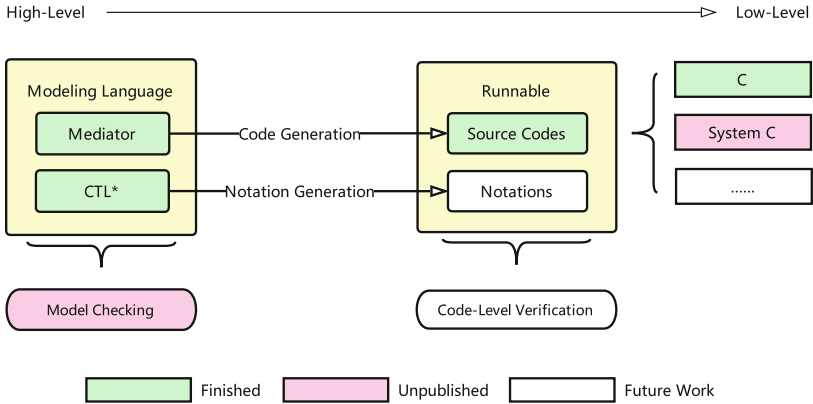 High-Level
Low-Level
Modeling Language
Mediator
CTL*
Code Generation
Notation Generation
Runnable
Source Codes
Notations
C
System C
......
Model Checking
Code-Level Verification
Finished
Unpublished
Future Work